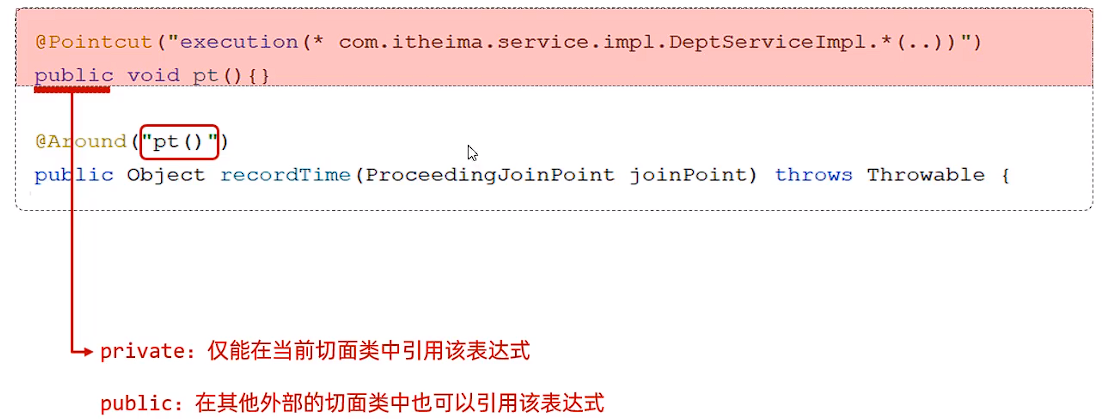 @Pointcut("execution(* com.itheima.service.impl.DeptServiceImpl.*(..))")
public void pt(){}
@Around("pt()")
public Object recordTime(ProceedingJoinPoint joinPoint) throws Throwable {
private：仅能在当前切面类中引用该表达式
public：在其他外部的切面类中也可以引用该表达式